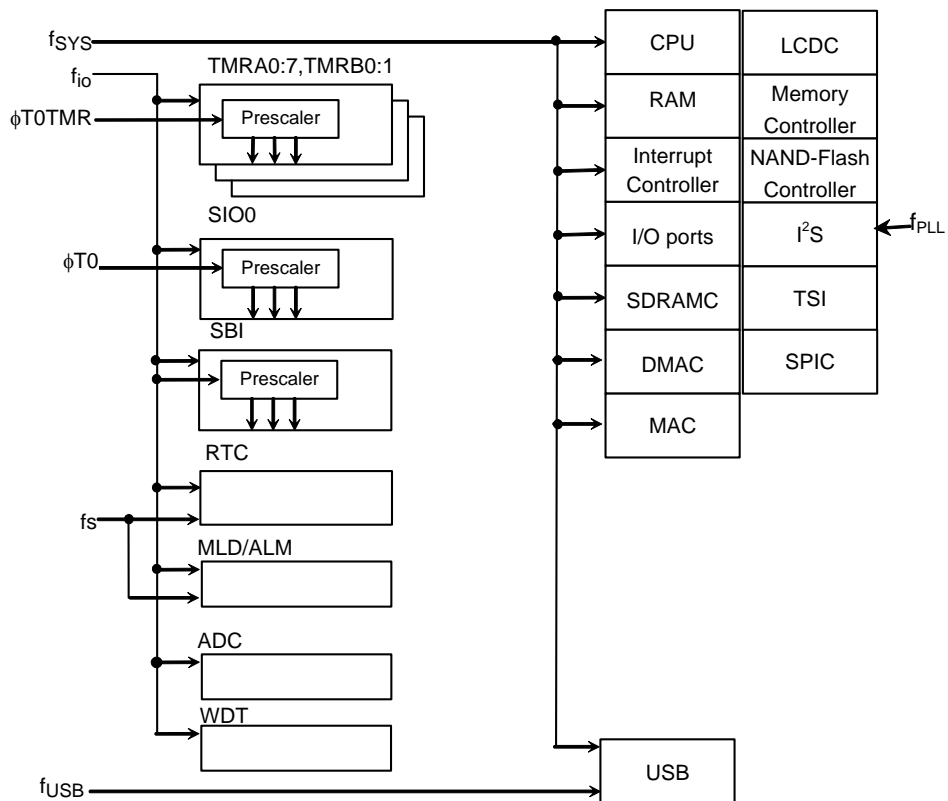 fSYS
fio
TMRA0:7,TMRB0:1
ϕT0TMR
Prescaler
SIO0
ϕT0
Prescaler
SBI
Prescaler
RTC
fs
MLD/ALM
ADC
WDT
fUSB
CPU
LCDC
RAM
Memory
Controller
Interrupt
Controller
NAND-Flash
Controller
I/O ports
I²S
fPLL
SDRAMC
TSI
DMAC
SPIC
MAC
USB